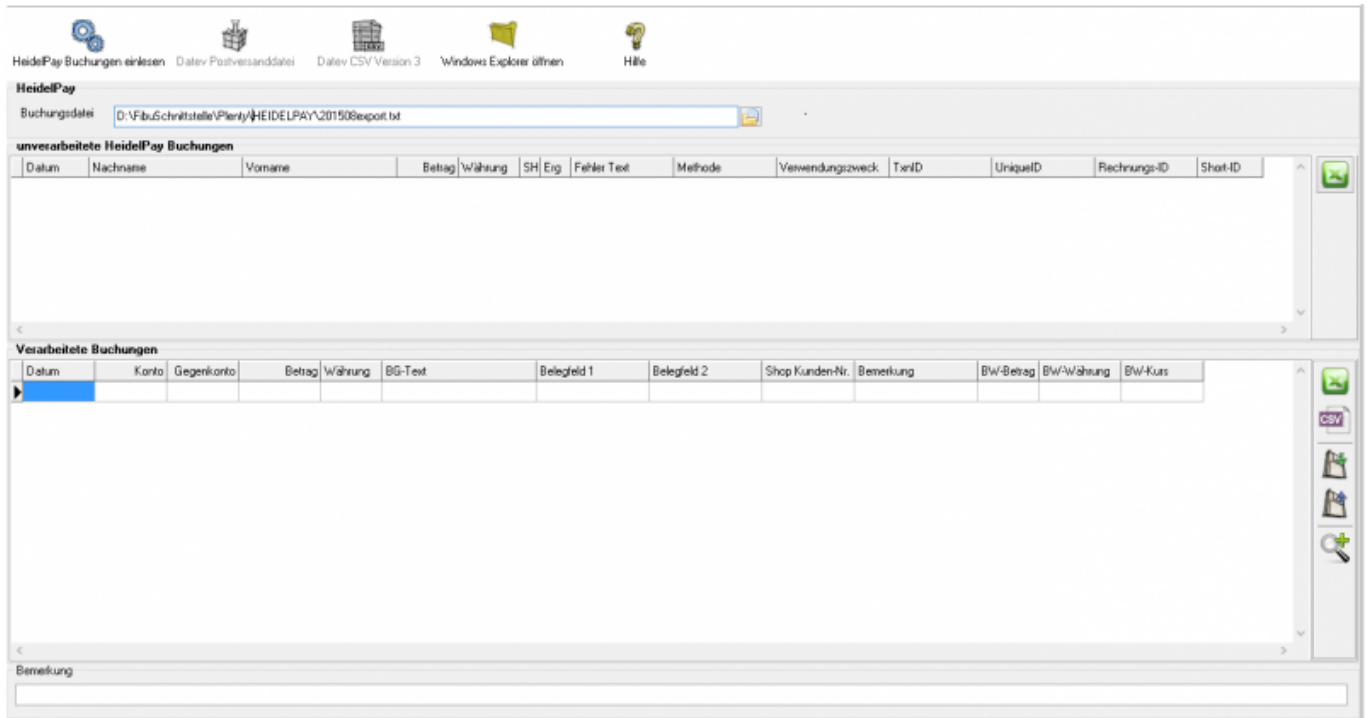 HeidelPay Buchungen einlesen Datev Postversanddatei Datev CSV Version 3 Windows Explorer öffnen Hilfe
HeidelPay
Buchungsdatei D:\FibuSchnittstelle\Plenty\HEIDELPAY\201508export.txt
unverarbeitete HeidelPay Buchungen
Datum Nachname Vorname Betrag Währung SH Erg Fehler Text Methode Verwendungszweck TxnID UniqueID Rechnungs-ID Short-ID
Verarbeitete Buchungen
Datum Konto Gegenkonto Betrag Währung BG-Text Belegfeld 1 Belegfeld 2 Shop Kunden-Nr. Bemerkung BW-Betrag BW-Währung BW-Kurs
CSV
Bemerkung